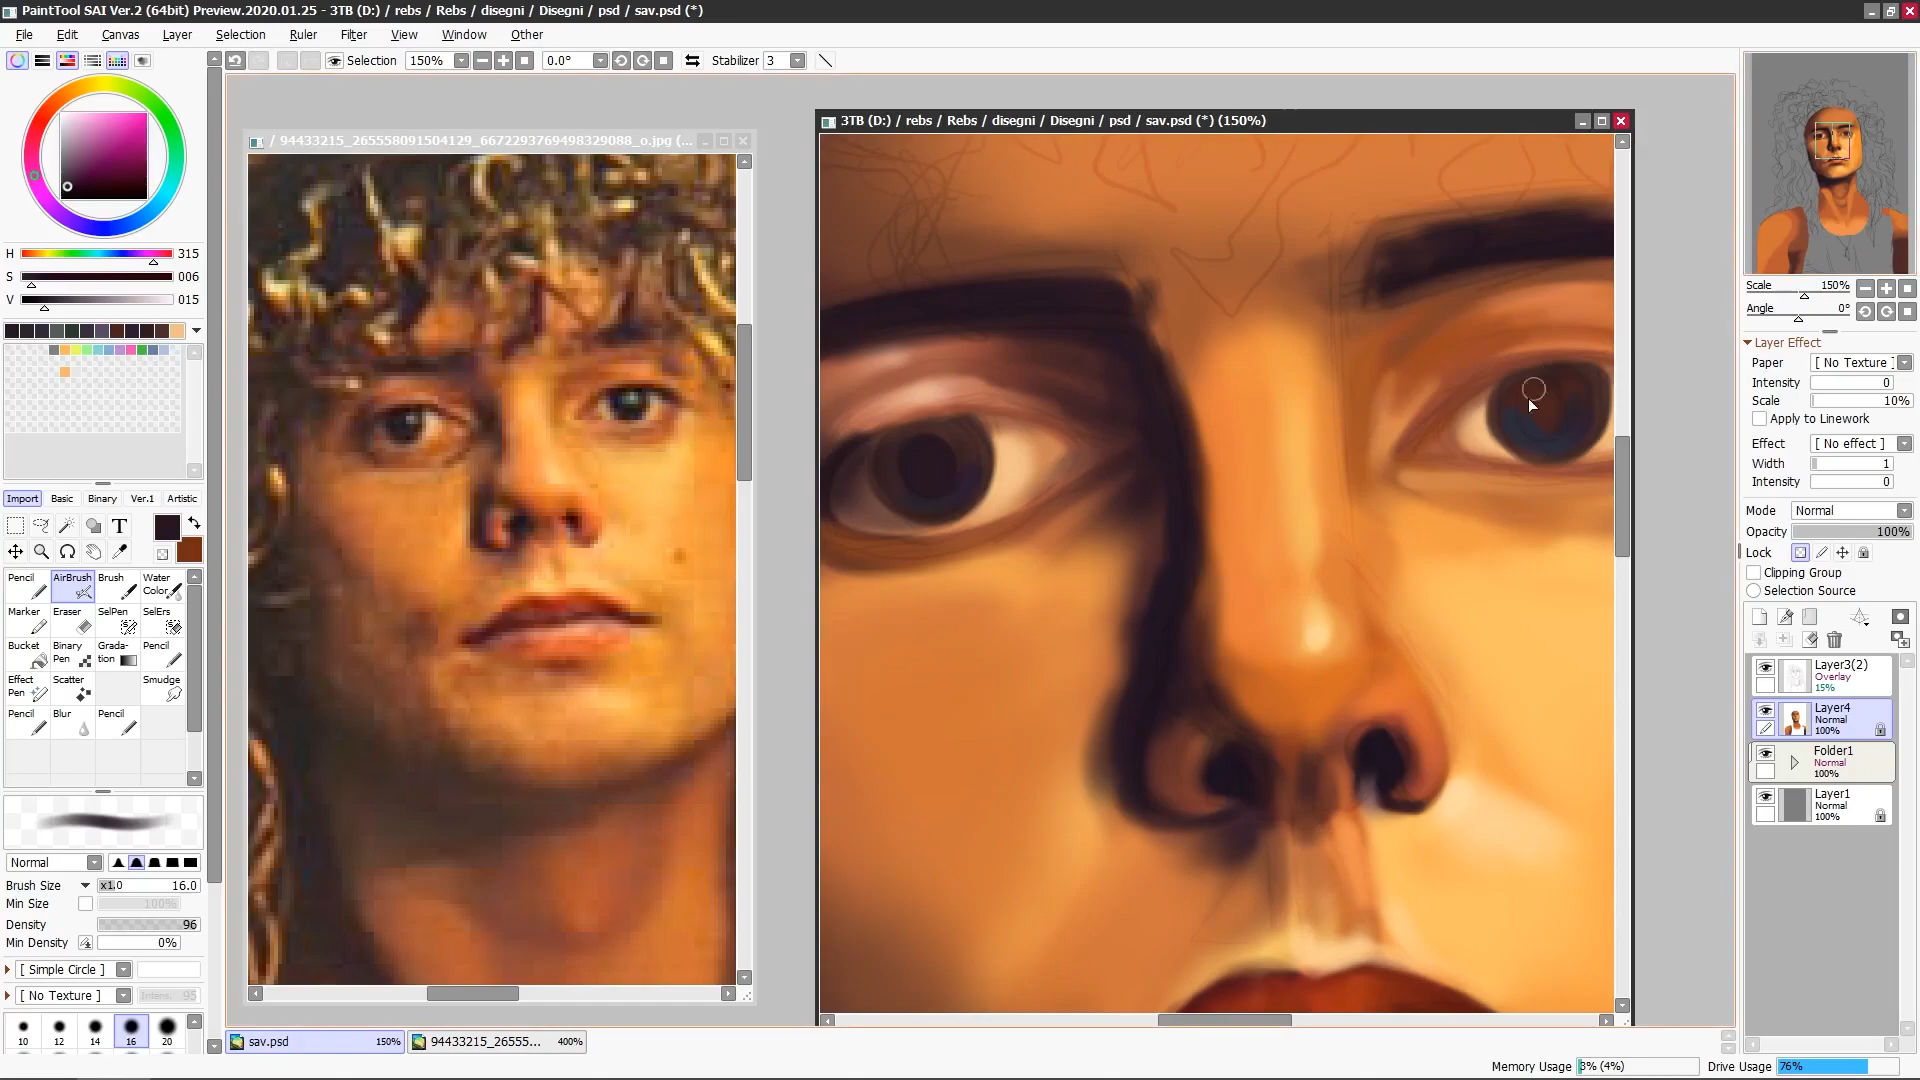 PaintTool SAI Ver.2 (64bit) Preview.2020.01.25 - 3TB (D:) / rebs / Rebs / disegni / Disegni / psd / sav.psd (*)
File Edit Canvas Layer Selection Ruler Filter View Window Other
Selection 150% 0.0° Stabilizer 3
/ 94433215_265558091504129_6672293769498329088_o.jpg (...
3TB (D:) / rebs / Rebs / disegni / Disegni / psd / sav.psd (*) (150%)
H 315
S 006
V 015
Import Basic Binary Ver.1 Artistic
T
Pencil AirBrush Brush Water Color
Marker Eraser SelPen SelErs
Bucket Binary Pen Grada-tion Pencil
Effect Pen Scatter Smudge
Pencil Blur Pencil
Normal
Brush Size x1.0 16.0
Min Size 100%
Density 96
Min Density 0%
[ Simple Circle ]
[ No Texture ] Intens. 95
10 12 14 16 20
sav.psd 150% 94433215_26555... 400%
Scale 150%
Angle 0°
Layer Effect
Paper [ No Texture ]
Intensity 0
Scale 10%
Apply to Linework
Effect [ No effect ]
Width 1
Intensity 0
Mode Normal
Opacity 100%
Lock
Clipping Group
Selection Source
Layer3(2)
Overlay
15%
Layer4
Normal
100%
Folder1
Normal
100%
Layer1
Normal
100%
Memory Usage 3% (4%) Drive Usage 76%